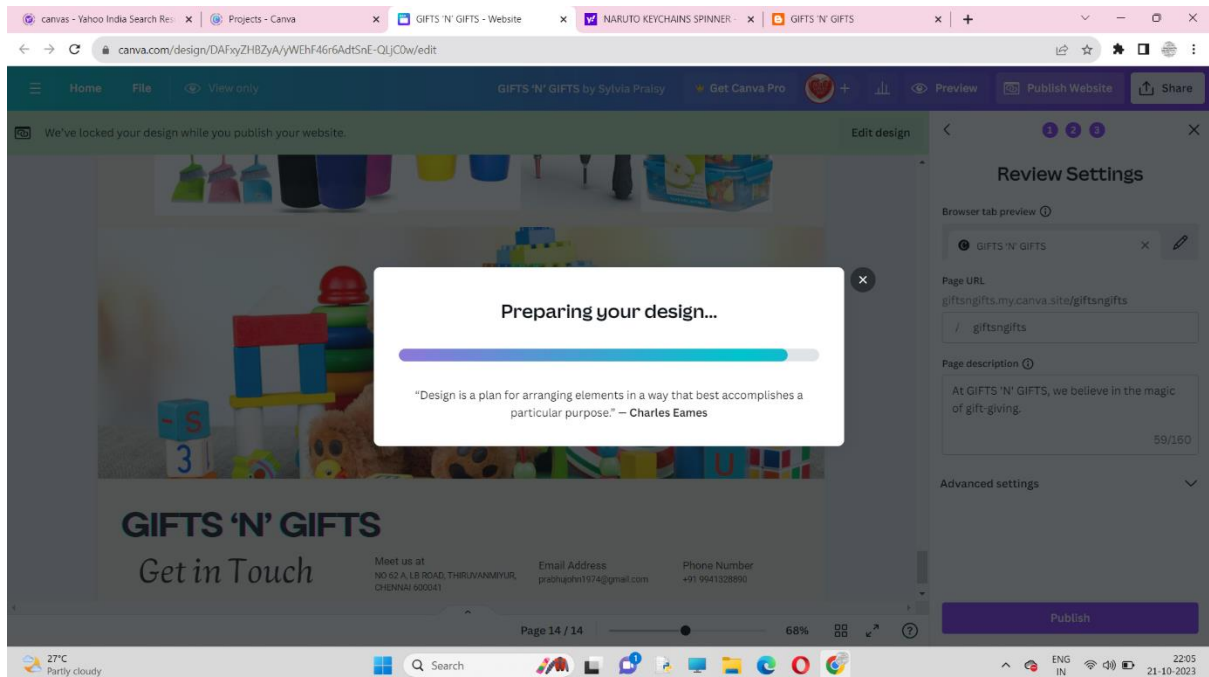 canvas - Yahoo India Search Res
Projects - Canva
GIFTS 'N' GIFTS - Website
NARUTO KEYCHAINS SPINNER -
GIFTS 'N' GIFTS
canva.com/design/DAFxyZHBZyA/yWEhF46r6AdtSnE-QLjC0w/edit
Home
File
View only
GIFTS 'N' GIFTS by Sylvia Praisy
Get Canva Pro
Preview
Publish Website
Share
We've locked your design while you publish your website.
Edit design
1 2 3
Review Settings
Browser tab preview
GIFTS 'N' GIFTS
Page URL
giftsngifts.my.canva.site/giftsngifts
/ giftsngifts
Page description
At GIFTS 'N' GIFTS, we believe in the magic
of gift-giving.
59/160
Advanced settings
Publish
Preparing your design...
“Design is a plan for arranging elements in a way that best accomplishes a
particular purpose.” — Charles Eames
S
3
U
GIFTS ‘N’ GIFTS
Get in Touch
Meet us at
NO 62 A, LB ROAD, THIRUVANMIYUR,
CHENNAI 600041
Email Address
prabhujohn1974@gmail.com
Phone Number
+91 9941328890
Page 14 / 14
68%
27°C
Partly cloudy
Search
ENG
IN
22:05
21-10-2023